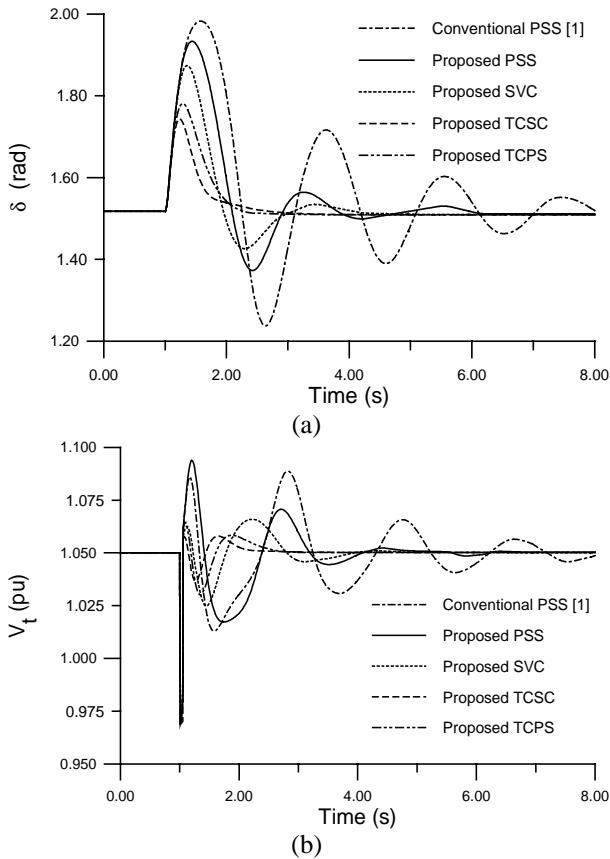 2.00
1.80
1.60
1.40
1.20
δ (rad)
Conventional PSS [1]
Proposed PSS
Proposed SVC
Proposed TCSC
Proposed TCPS
0.00 2.00 4.00 6.00 8.00
Time (s)
(a)
1.100
1.075
1.050
1.025
1.000
0.975
0.950
Vt (pu)
Conventional PSS [1]
Proposed PSS
Proposed SVC
Proposed TCSC
Proposed TCPS
0.00 2.00 4.00 6.00 8.00
Time (s)
(b)